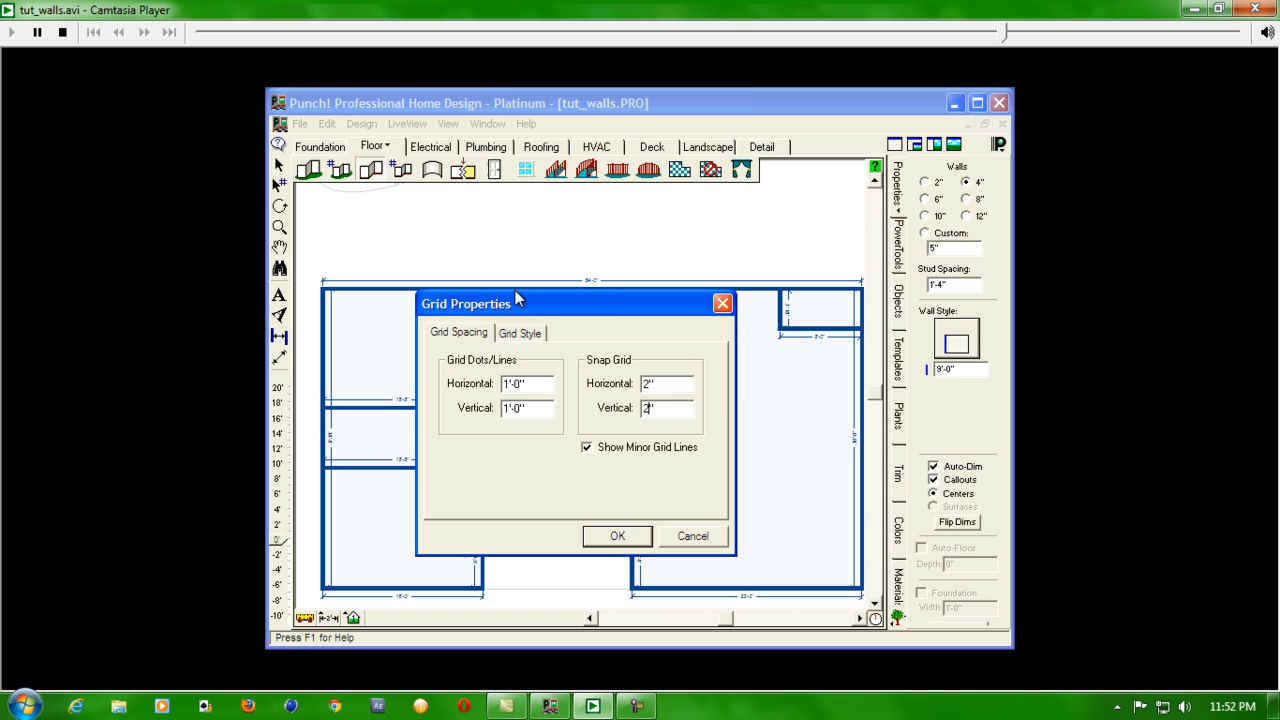 tut_walls.avi - Camtasia Player
Punch! Professional Home Design - Platinum - [tut_walls.PRO]
File Edit Design LiveView View Window Help
Foundation Floor Electrical Plumbing Roofing HVAC Deck Landscape Detail
Properties
PowerTools
Objects
Templates
Plants
Trim
Colors
Materials
Walls
2" 4"
6" 8"
10" 12"
Custom:
5"
Stud Spacing:
1'-4"
Wall Style:
9'-0"
Auto-Dim
Callouts
Centers
Surfaces
Flip Dims
Auto-Floor
Depth: 0"
Foundation
Width: 1'-0"
20'
18'
16'
14'
12'
10'
8'
6'
4'
2'
0'
-2'
-4'
-6'
-8'
-10'
Grid Properties
Grid Spacing Grid Style
Grid Dots/Lines Snap Grid
Horizontal: 1'-0" Horizontal: 2"
Vertical: 1'-0" Vertical: 2"
Show Minor Grid Lines
OK Cancel
Press F1 for Help
11:52 PM